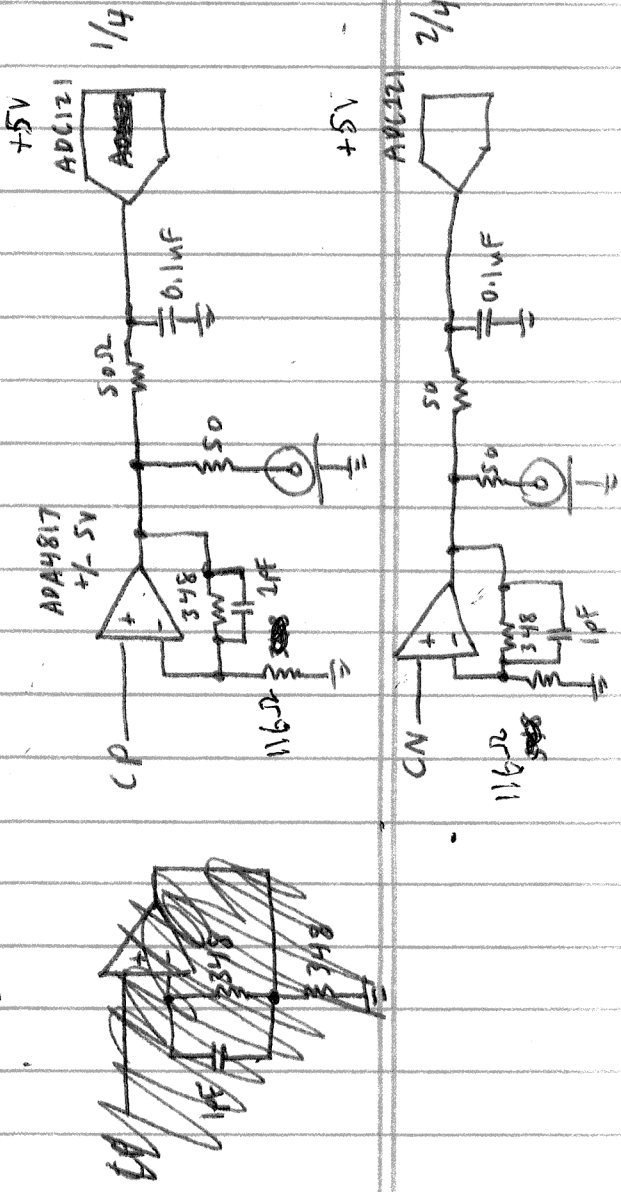 1/4
+5V
ADC121
0.1uF
50Ω
50
ADA4817
+/- 5V
348
1pF
116Ω
CP
+
-
2/4
+5V
ADC121
0.1uF
50
50
348
1pF
116Ω
CN
+
-
348
348
1pF
+
-